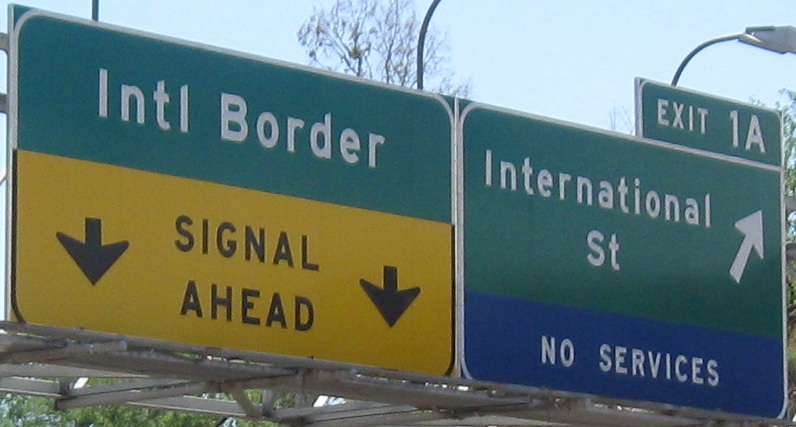 Intl Border
SIGNAL
AHEAD
EXIT 1A
International
St
NO SERVICES